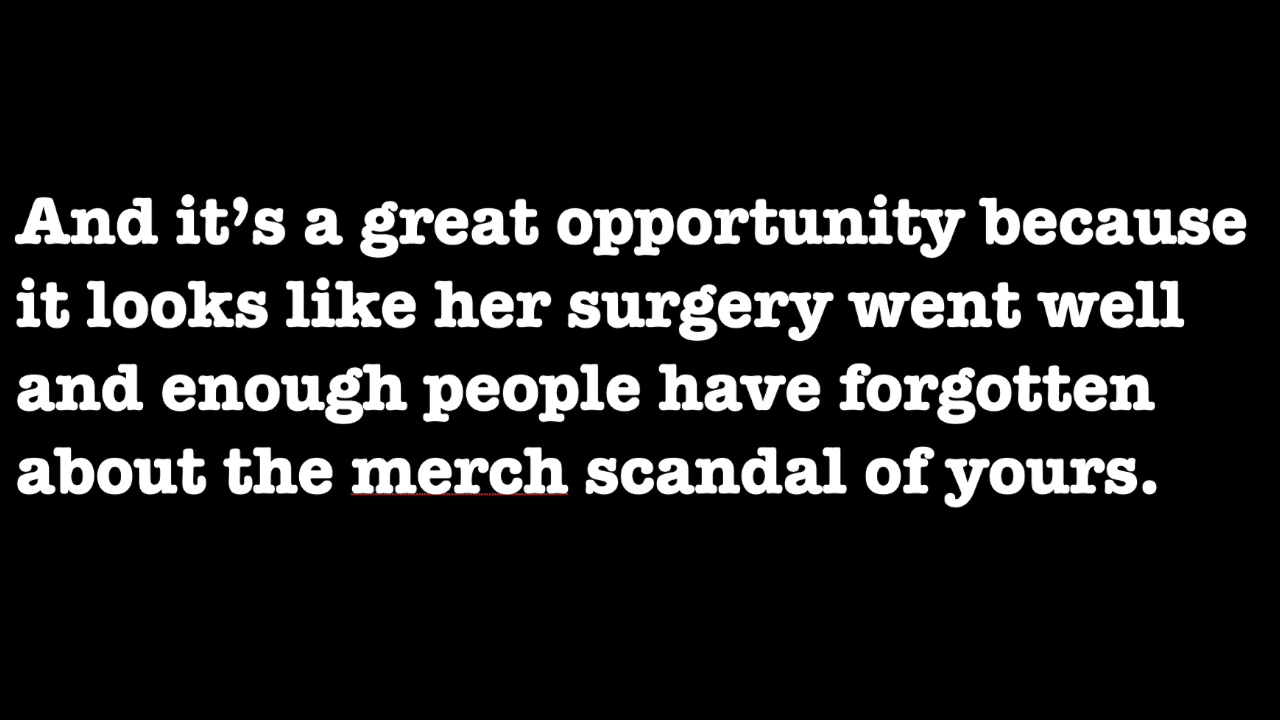 And it’s a great opportunity because
it looks like her surgery went well
and enough people have forgotten
about the merch scandal of yours.